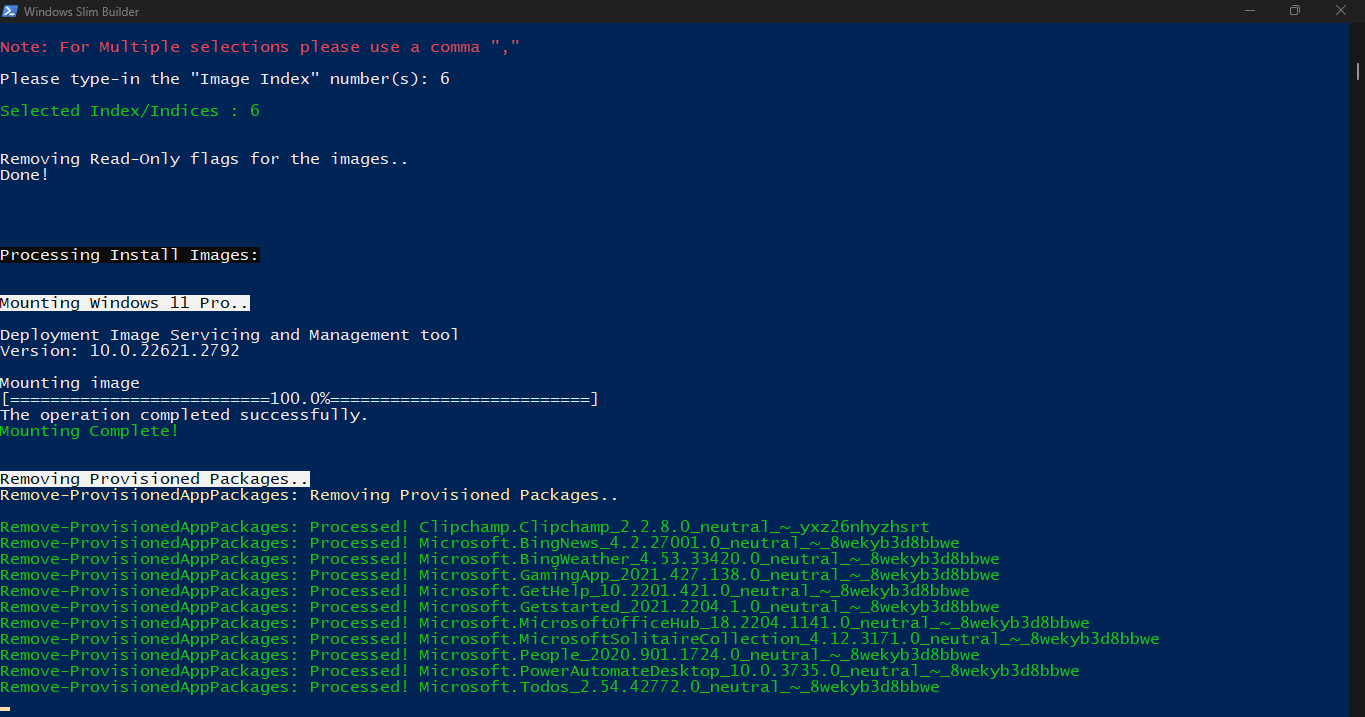 Windows Slim Builder
Note: For Multiple selections please use a comma ","
Please type-in the "Image Index" number(s): 6
Selected Index/Indices : 6
Removing Read-Only flags for the images..
Done!
Processing Install Images:
Mounting Windows 11 Pro..
Deployment Image Servicing and Management tool
Version: 10.0.22621.2792
Mounting image
[==========================100.0%==========================]
The operation completed successfully.
Mounting Complete!
Removing Provisioned Packages..
Remove-ProvisionedAppPackages: Removing Provisioned Packages..
Remove-ProvisionedAppPackages: Processed! Clipchamp.Clipchamp_2.2.8.0_neutral_~_yxz26nhyzhsrt
Remove-ProvisionedAppPackages: Processed! Microsoft.BingNews_4.2.27001.0_neutral_~_8wekyb3d8bbwe
Remove-ProvisionedAppPackages: Processed! Microsoft.BingWeather_4.53.33420.0_neutral_~_8wekyb3d8bbwe
Remove-ProvisionedAppPackages: Processed! Microsoft.GamingApp_2021.427.138.0_neutral_~_8wekyb3d8bbwe
Remove-ProvisionedAppPackages: Processed! Microsoft.GetHelp_10.2201.421.0_neutral_~_8wekyb3d8bbwe
Remove-ProvisionedAppPackages: Processed! Microsoft.Getstarted_2021.2204.1.0_neutral_~_8wekyb3d8bbwe
Remove-ProvisionedAppPackages: Processed! Microsoft.MicrosoftOfficeHub_18.2204.1141.0_neutral_~_8wekyb3d8bbwe
Remove-ProvisionedAppPackages: Processed! Microsoft.MicrosoftSolitaireCollection_4.12.3171.0_neutral_~_8wekyb3d8bbwe
Remove-ProvisionedAppPackages: Processed! Microsoft.People_2020.901.1724.0_neutral_~_8wekyb3d8bbwe
Remove-ProvisionedAppPackages: Processed! Microsoft.PowerAutomateDesktop_10.0.3735.0_neutral_~_8wekyb3d8bbwe
Remove-ProvisionedAppPackages: Processed! Microsoft.Todos_2.54.42772.0_neutral_~_8wekyb3d8bbwe